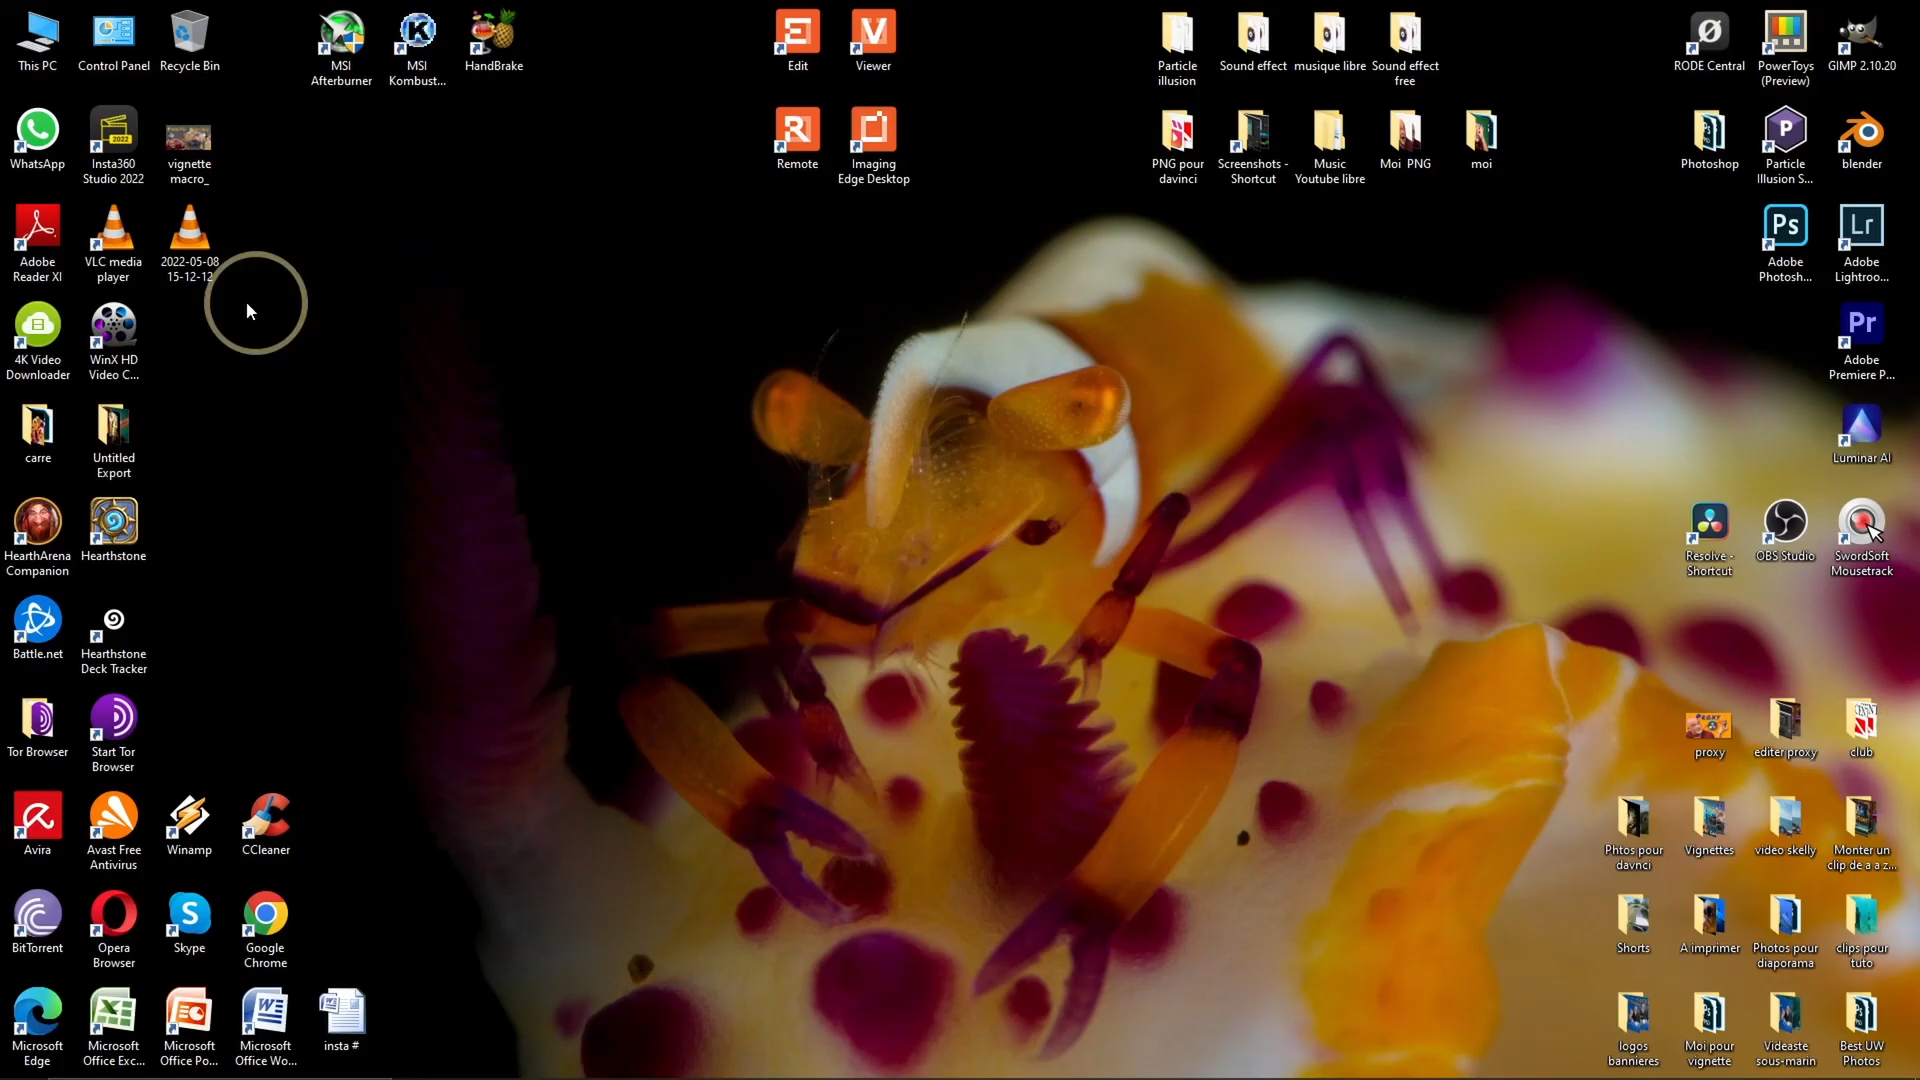 This PC
Control Panel
Recycle Bin
MSI
Afterburner
MSI
Kombust...
HandBrake
Edit
Viewer
Particle
illusion
Sound effect
musique libre
Sound effect
free
RODE Central
PowerToys
(Preview)
GIMP 2.10.20
WhatsApp
Insta360
Studio 2022
vignette
macro_
Remote
Imaging
Edge Desktop
PNG pour
davinci
Screenshots -
Shortcut
Music
Youtube libre
Moi PNG
moi
Photoshop
Particle
Illusion S...
blender
Adobe
Reader XI
VLC media
player
2022-05-08
15-12-12
Adobe
Photosh...
Adobe
Lightroo...
4K Video
Downloader
WinX HD
Video C...
Adobe
Premiere P...
carre
Untitled
Export
Luminar AI
HearthArena
Companion
Hearthstone
Resolve -
Shortcut
OBS Studio
SwordSoft
Mousetrack
Battle.net
Hearthstone
Deck Tracker
Tor Browser
Start Tor
Browser
proxy
editer proxy
club
Avira
Avast Free
Antivirus
Winamp
CCleaner
Phtos pour
davnci
Vignettes
video skelly
Monter un
clip de a a z...
BitTorrent
Opera
Browser
Skype
Google
Chrome
Shorts
A imprimer
Photos pour
diaporama
clips pour
tuto
Microsoft
Edge
Microsoft
Office Exc...
Microsoft
Office Po...
Microsoft
Office Wo...
insta #
logos
bannieres
Moi pour
vignette
Videaste
sous-marin
Best UW
Photos